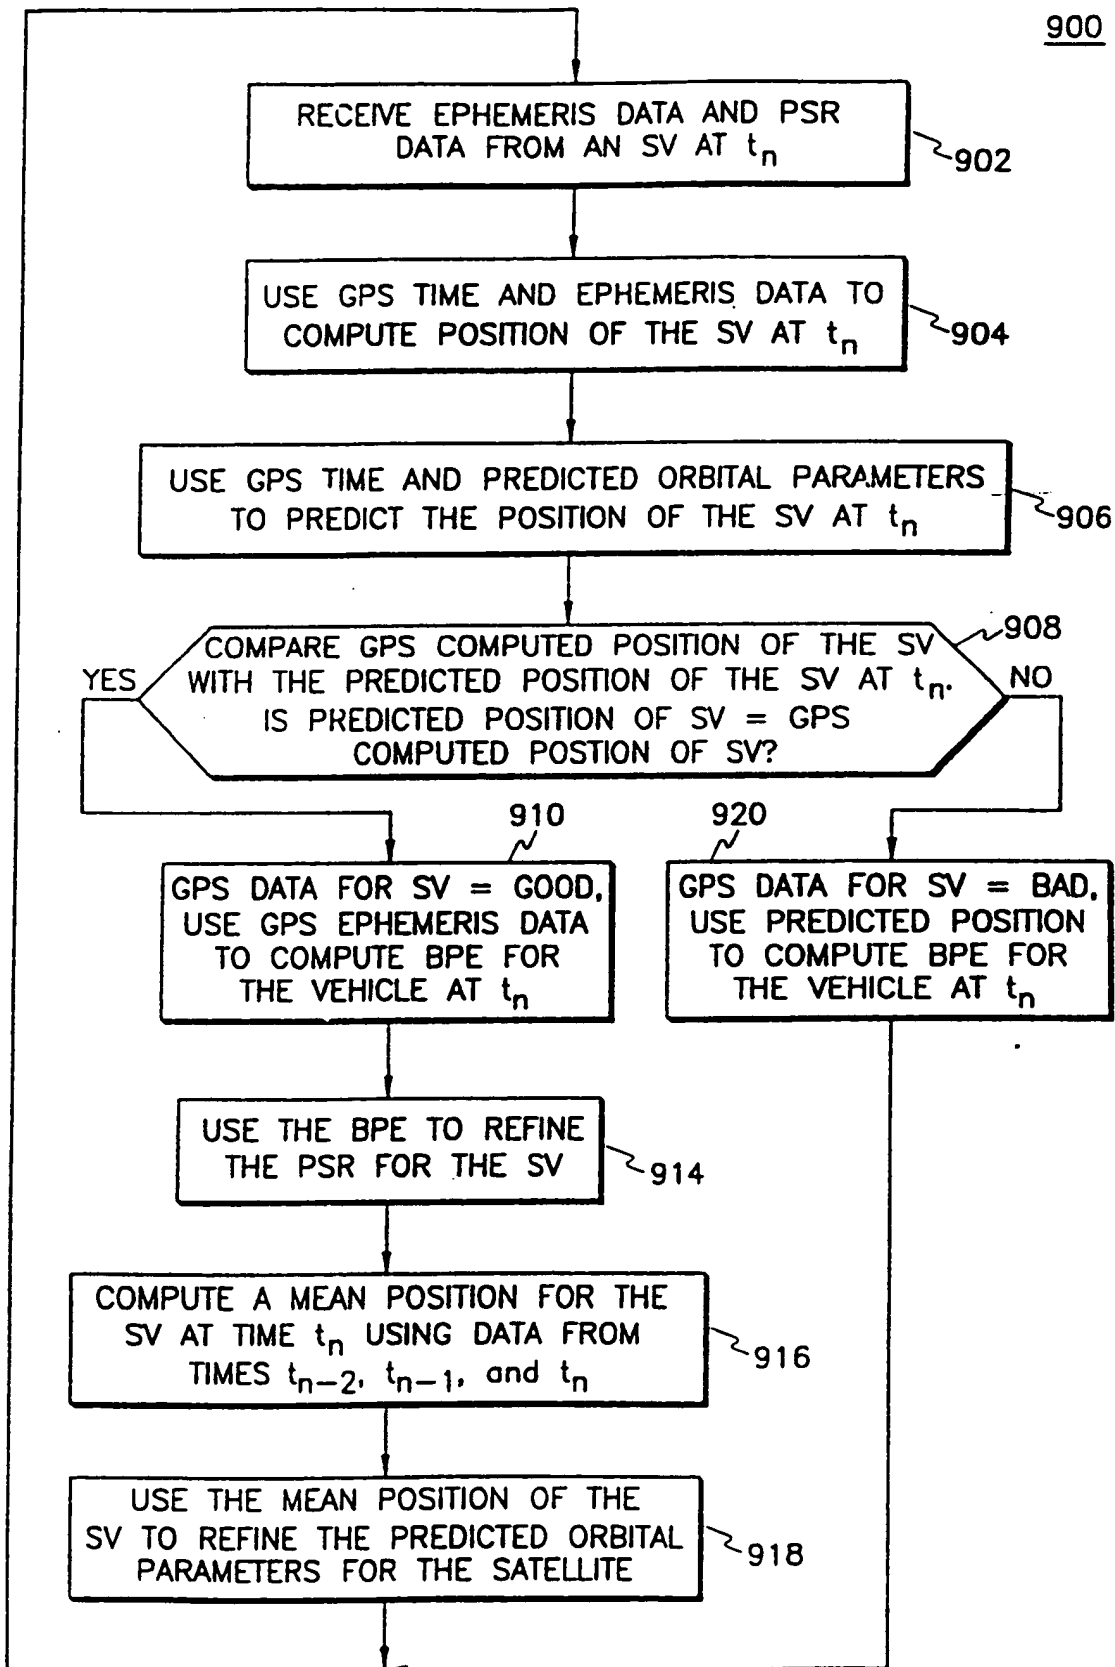 900
RECEIVE EPHEMERIS DATA AND PSR
DATA FROM AN SV AT tn
902
USE GPS TIME AND EPHEMERIS DATA TO
COMPUTE POSITION OF THE SV AT tn
904
USE GPS TIME AND PREDICTED ORBITAL PARAMETERS
TO PREDICT THE POSITION OF THE SV AT tn
906
COMPARE GPS COMPUTED POSITION OF THE SV
WITH THE PREDICTED POSITION OF THE SV AT tn.
IS PREDICTED POSITION OF SV = GPS
COMPUTED POSTION OF SV?
908
YES
NO
910
GPS DATA FOR SV = GOOD,
USE GPS EPHEMERIS DATA
TO COMPUTE BPE FOR
THE VEHICLE AT tn
920
GPS DATA FOR SV = BAD,
USE PREDICTED POSITION
TO COMPUTE BPE FOR
THE VEHICLE AT tn
USE THE BPE TO REFINE
THE PSR FOR THE SV
914
COMPUTE A MEAN POSITION FOR THE
SV AT TIME tn USING DATA FROM
TIMES tn-2, tn-1, and tn
916
USE THE MEAN POSITION OF THE
SV TO REFINE THE PREDICTED ORBITAL
PARAMETERS FOR THE SATELLITE
918